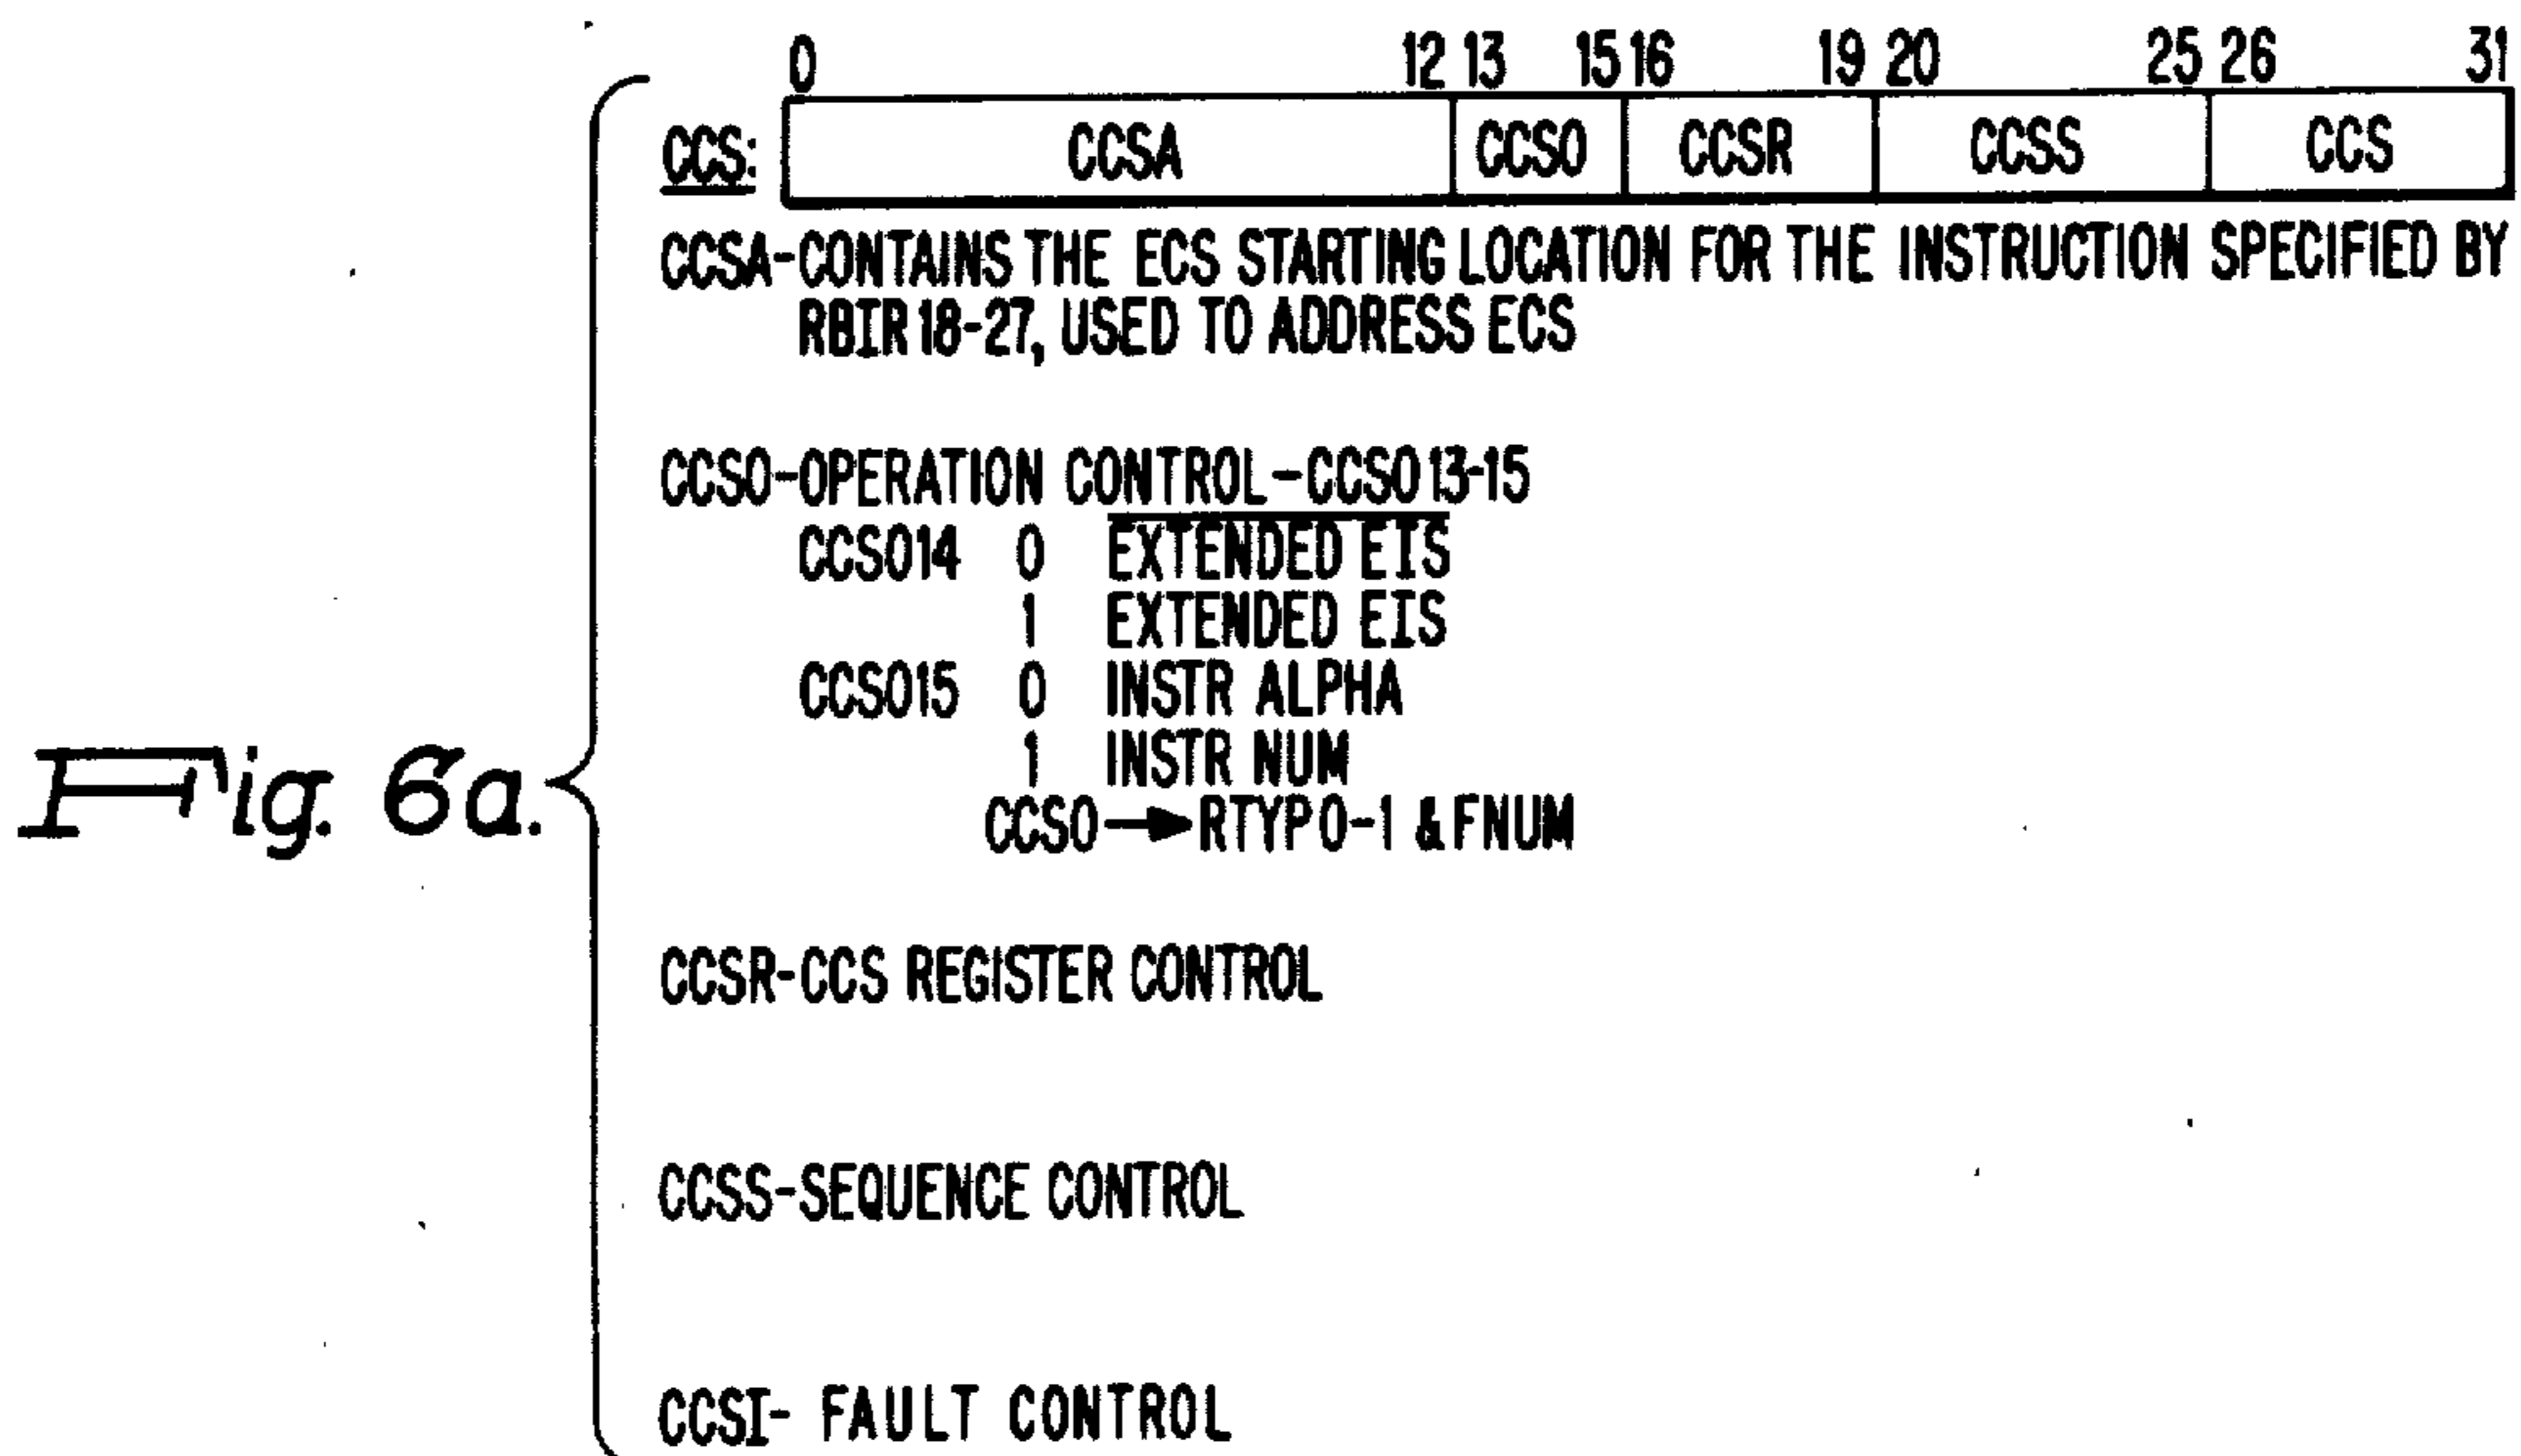 0 12 13 15 16 19 20 25 26 31
CCS: CCSA CCSO CCSR CCSS CCS
CCSA-CONTAINS THE ECS STARTING LOCATION FOR THE INSTRUCTION SPECIFIED BY
RBIR 18-27, USED TO ADDRESS ECS
CCSO-OPERATION CONTROL-CCSO 13-15
CCSO14 0 E̅X̅T̅E̅N̅D̅E̅D̅ ̅E̅I̅S̅
1 EXTENDED EIS
CCSO15 0 INSTR ALPHA
1 INSTR NUM
CCSO→RTYP 0-1 & FNUM
Fig. 6a.
CCSR-CCS REGISTER CONTROL
CCSS-SEQUENCE CONTROL
CCSI- FAULT CONTROL